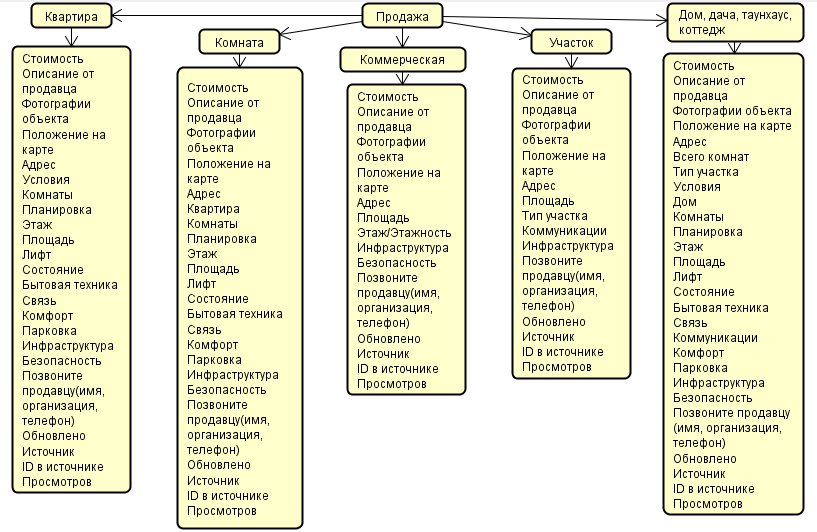 Продажа
Квартира
Стоимость
Описание от
продавца
Фотографии
объекта
Положение на
карте
Адрес
Условия
Комнаты
Планировка
Этаж
Площадь
Лифт
Состояние
Бытовая техника
Связь
Комфорт
Парковка
Инфраструктура
Безопасность
Позвоните
продавцу(имя,
организация,
телефон)
Обновлено
Источник
ID в источнике
Просмотров
Комната
Стоимость
Описание от
продавца
Фотографии
объекта
Положение на
карте
Адрес
Квартира
Комнаты
Планировка
Этаж
Площадь
Лифт
Состояние
Бытовая техника
Связь
Комфорт
Парковка
Инфраструктура
Безопасность
Позвоните
продавцу(имя,
организация,
телефон)
Обновлено
Источник
ID в источнике
Просмотров
Коммерческая
Стоимость
Описание от
продавца
Фотографии
объекта
Положение на
карте
Адрес
Площадь
Этаж/Этажность
Инфраструктура
Безопасность
Позвоните
продавцу(имя,
организация,
телефон)
Обновлено
Источник
ID в источнике
Просмотров
Участок
Стоимость
Описание от
продавца
Фотографии
объекта
Положение на
карте
Адрес
Площадь
Тип участка
Коммуникации
Инфраструктура
Позвоните
продавцу(имя,
организация,
телефон)
Обновлено
Источник
ID в источнике
Просмотров
Дом, дача, таунхаус,
коттедж
Стоимость
Описание от
продавца
Фотографии объекта
Положение на карте
Адрес
Всего комнат
Тип участка
Условия
Дом
Комнаты
Планировка
Этаж
Площадь
Лифт
Состояние
Бытовая техника
Связь
Коммуникации
Комфорт
Парковка
Инфраструктура
Безопасность
Позвоните продавцу
(имя, организация,
телефон)
Обновлено
Источник
ID в источнике
Просмотров